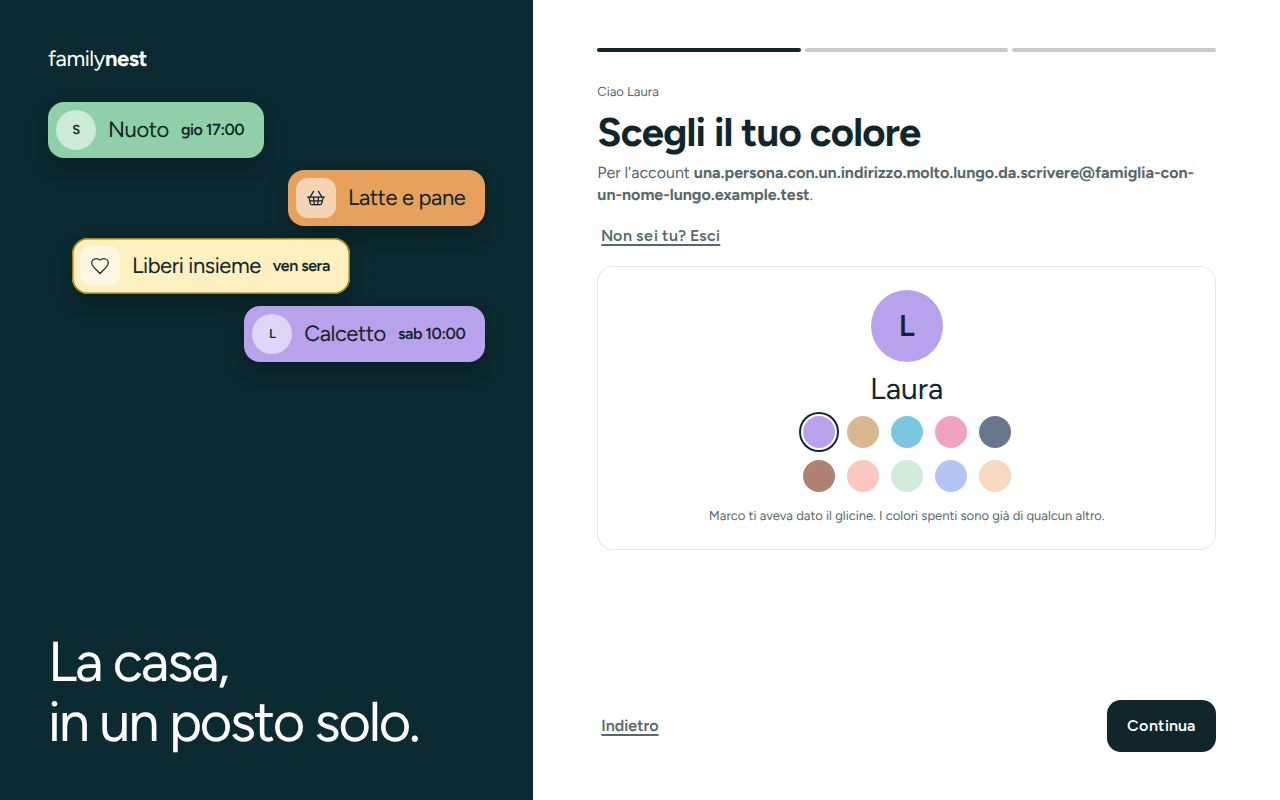 familynest
S Nuoto gio 17:00
Latte e pane
Liberi insieme ven sera
L Calcetto sab 10:00
La casa,
in un posto solo.
Ciao Laura
Scegli il tuo colore
Per l'account una.persona.con.un.indirizzo.molto.lungo.da.scrivere@famiglia-con-
un-nome-lungo.example.test.
Non sei tu? Esci
L
Laura
Marco ti aveva dato il glicine. I colori spenti sono già di qualcun altro.
Indietro
Continua